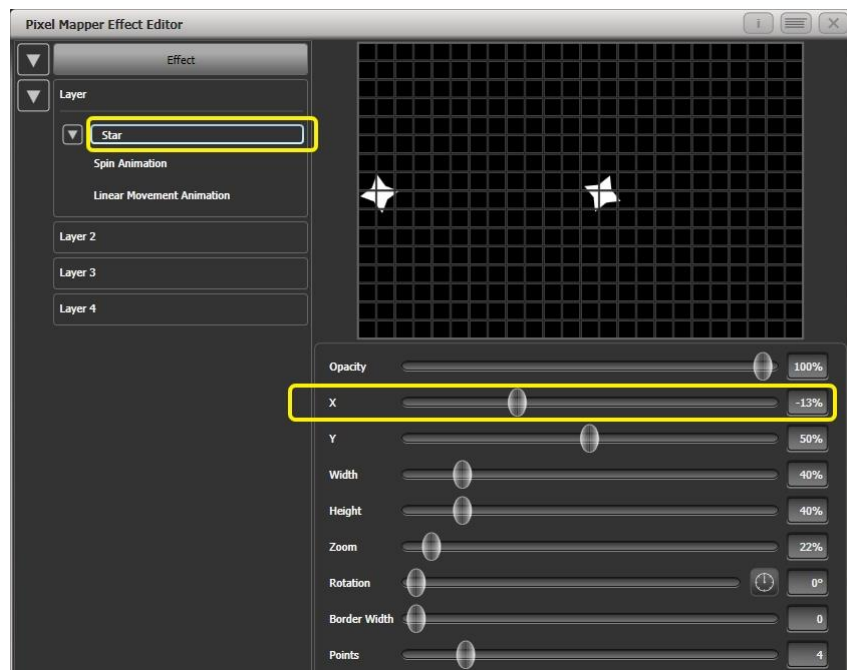 Pixel Mapper Effect Editor
Effect
Layer
Star
Spin Animation
Linear Movement Animation
Layer 2
Layer 3
Layer 4
Opacity 100%
X -13%
Y 50%
Width 40%
Height 40%
Zoom 22%
Rotation 0°
Border Width 0
Points 4